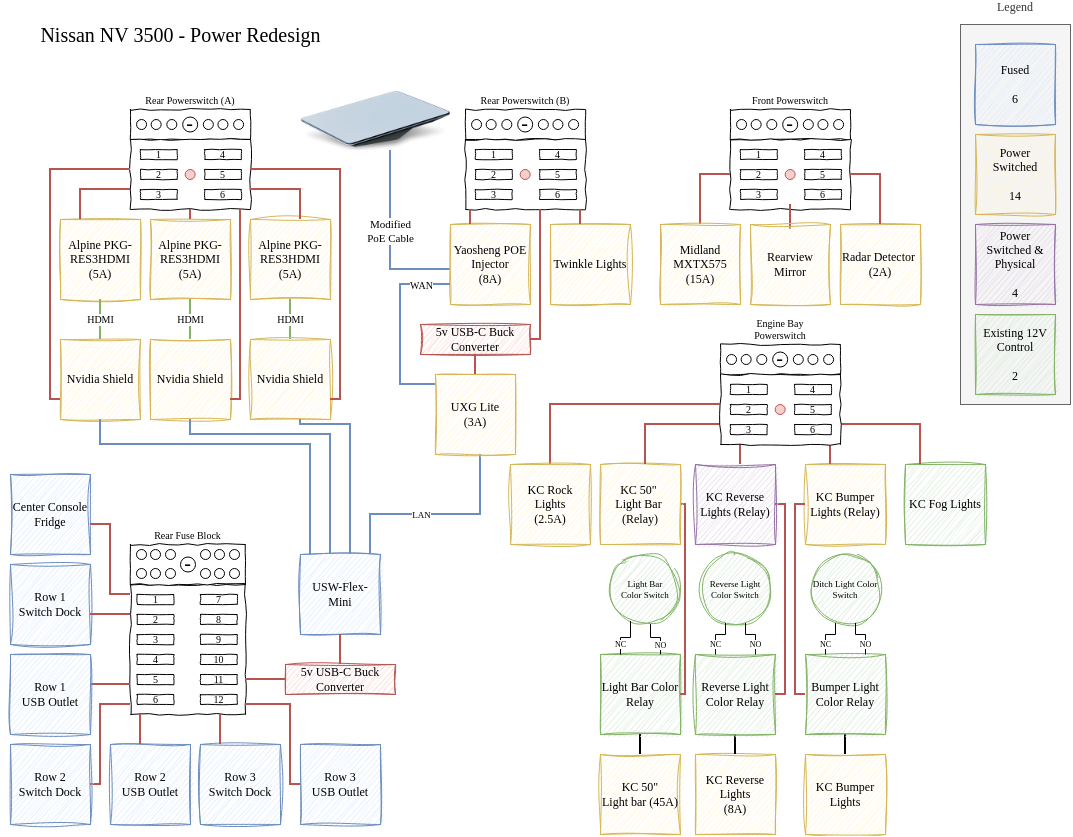 Nissan NV 3500 - Power Redesign
Legend
Fused
6
Power
Switched
14
Power
Switched &
Physical
4
Existing 12V
Control
2
Rear Powerswitch (A)
1
2
3
4
5
6
Alpine PKG-
RES3HDMI
(5A)
Alpine PKG-
RES3HDMI
(5A)
Alpine PKG-
RES3HDMI
(5A)
HDMI
HDMI
HDMI
Nvidia Shield
Nvidia Shield
Nvidia Shield
Modified
PoE Cable
Rear Powerswitch (B)
1
2
3
4
5
6
Yaosheng POE
Injector
(8A)
Twinkle Lights
WAN
5v USB-C Buck
Converter
UXG Lite
(3A)
LAN
Front Powerswitch
1
2
3
4
5
6
Midland
MXTX575
(15A)
Rearview
Mirror
Radar Detector
(2A)
Engine Bay
Powerswitch
1
2
3
4
5
6
KC Rock
Lights
(2.5A)
KC 50"
Light Bar
(Relay)
KC Reverse
Lights (Relay)
KC Bumper
Lights (Relay)
KC Fog Lights
Light Bar
Color Switch
Reverse Light
Color Switch
Ditch Light Color
Switch
NC
NO
NC
NO
NC
NO
Light Bar Color
Relay
Reverse Light
Color Relay
Bumper Light
Color Relay
KC 50"
Light bar (45A)
KC Reverse
Lights
(8A)
KC Bumper
Lights
Center Console
Fridge
Row 1
Switch Dock
Row 1
USB Outlet
Row 2
Switch Dock
Row 2
USB Outlet
Row 3
Switch Dock
Row 3
USB Outlet
Rear Fuse Block
1
2
3
4
5
6
7
8
9
10
11
12
USW-Flex-
Mini
5v USB-C Buck
Converter